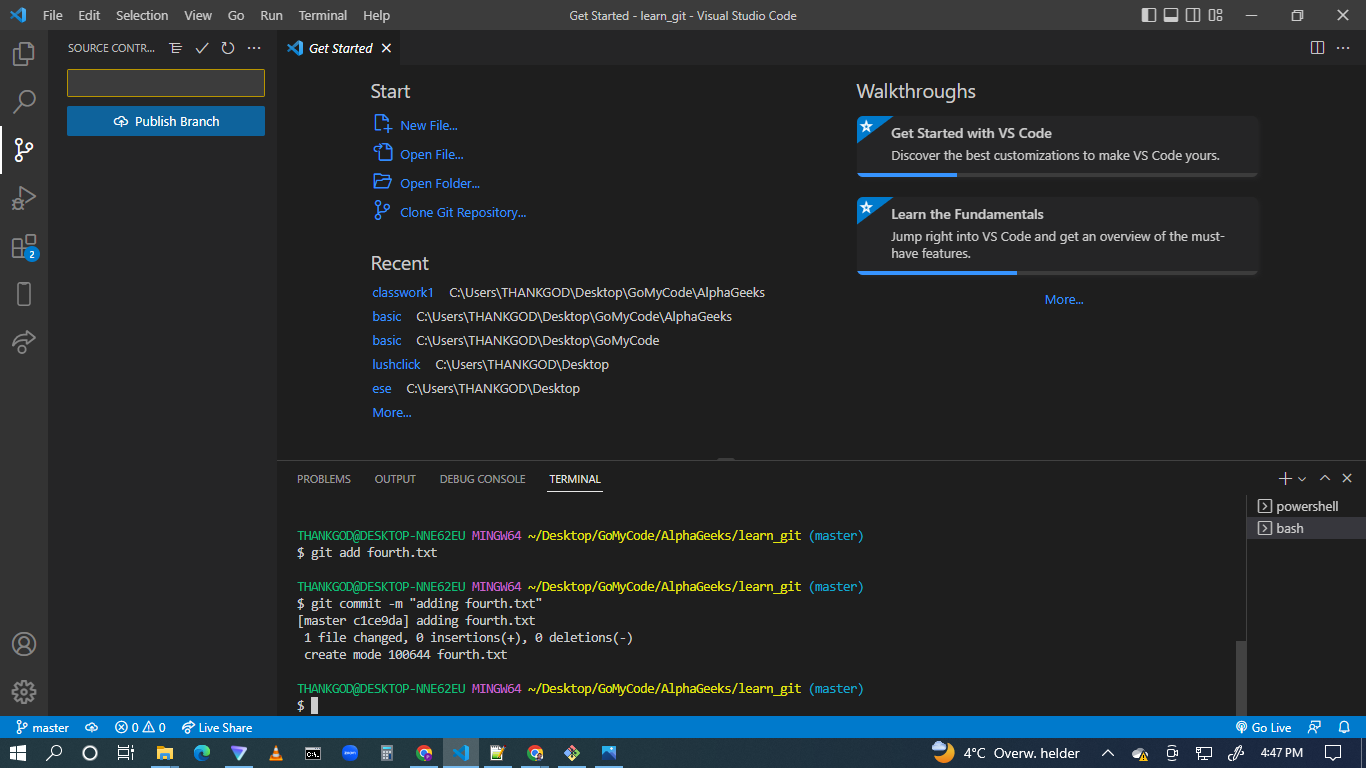 File Edit Selection View Go Run Terminal Help
Get Started - learn_git - Visual Studio Code
SOURCE CONTR...
Publish Branch
2
Get Started
Start
New File...
Open File...
Open Folder...
Clone Git Repository...
Recent
classwork1 C:\Users\THANKGOD\Desktop\GoMyCode\AlphaGeeks
basic C:\Users\THANKGOD\Desktop\GoMyCode\AlphaGeeks
basic C:\Users\THANKGOD\Desktop\GoMyCode
lushclick C:\Users\THANKGOD\Desktop
ese C:\Users\THANKGOD\Desktop
More...
Walkthroughs
Get Started with VS Code
Discover the best customizations to make VS Code yours.
Learn the Fundamentals
Jump right into VS Code and get an overview of the must-
have features.
More...
PROBLEMS OUTPUT DEBUG CONSOLE TERMINAL
powershell
bash
THANKGOD@DESKTOP-NNE62EU MINGW64 ~/Desktop/GoMyCode/AlphaGeeks/learn_git (master)
$ git add fourth.txt
THANKGOD@DESKTOP-NNE62EU MINGW64 ~/Desktop/GoMyCode/AlphaGeeks/learn_git (master)
$ git commit -m "adding fourth.txt"
[master c1ce9da] adding fourth.txt
1 file changed, 0 insertions(+), 0 deletions(-)
create mode 100644 fourth.txt
THANKGOD@DESKTOP-NNE62EU MINGW64 ~/Desktop/GoMyCode/AlphaGeeks/learn_git (master)
$
master 0 0 Live Share Go Live
4°C Overw. helder 4:47 PM